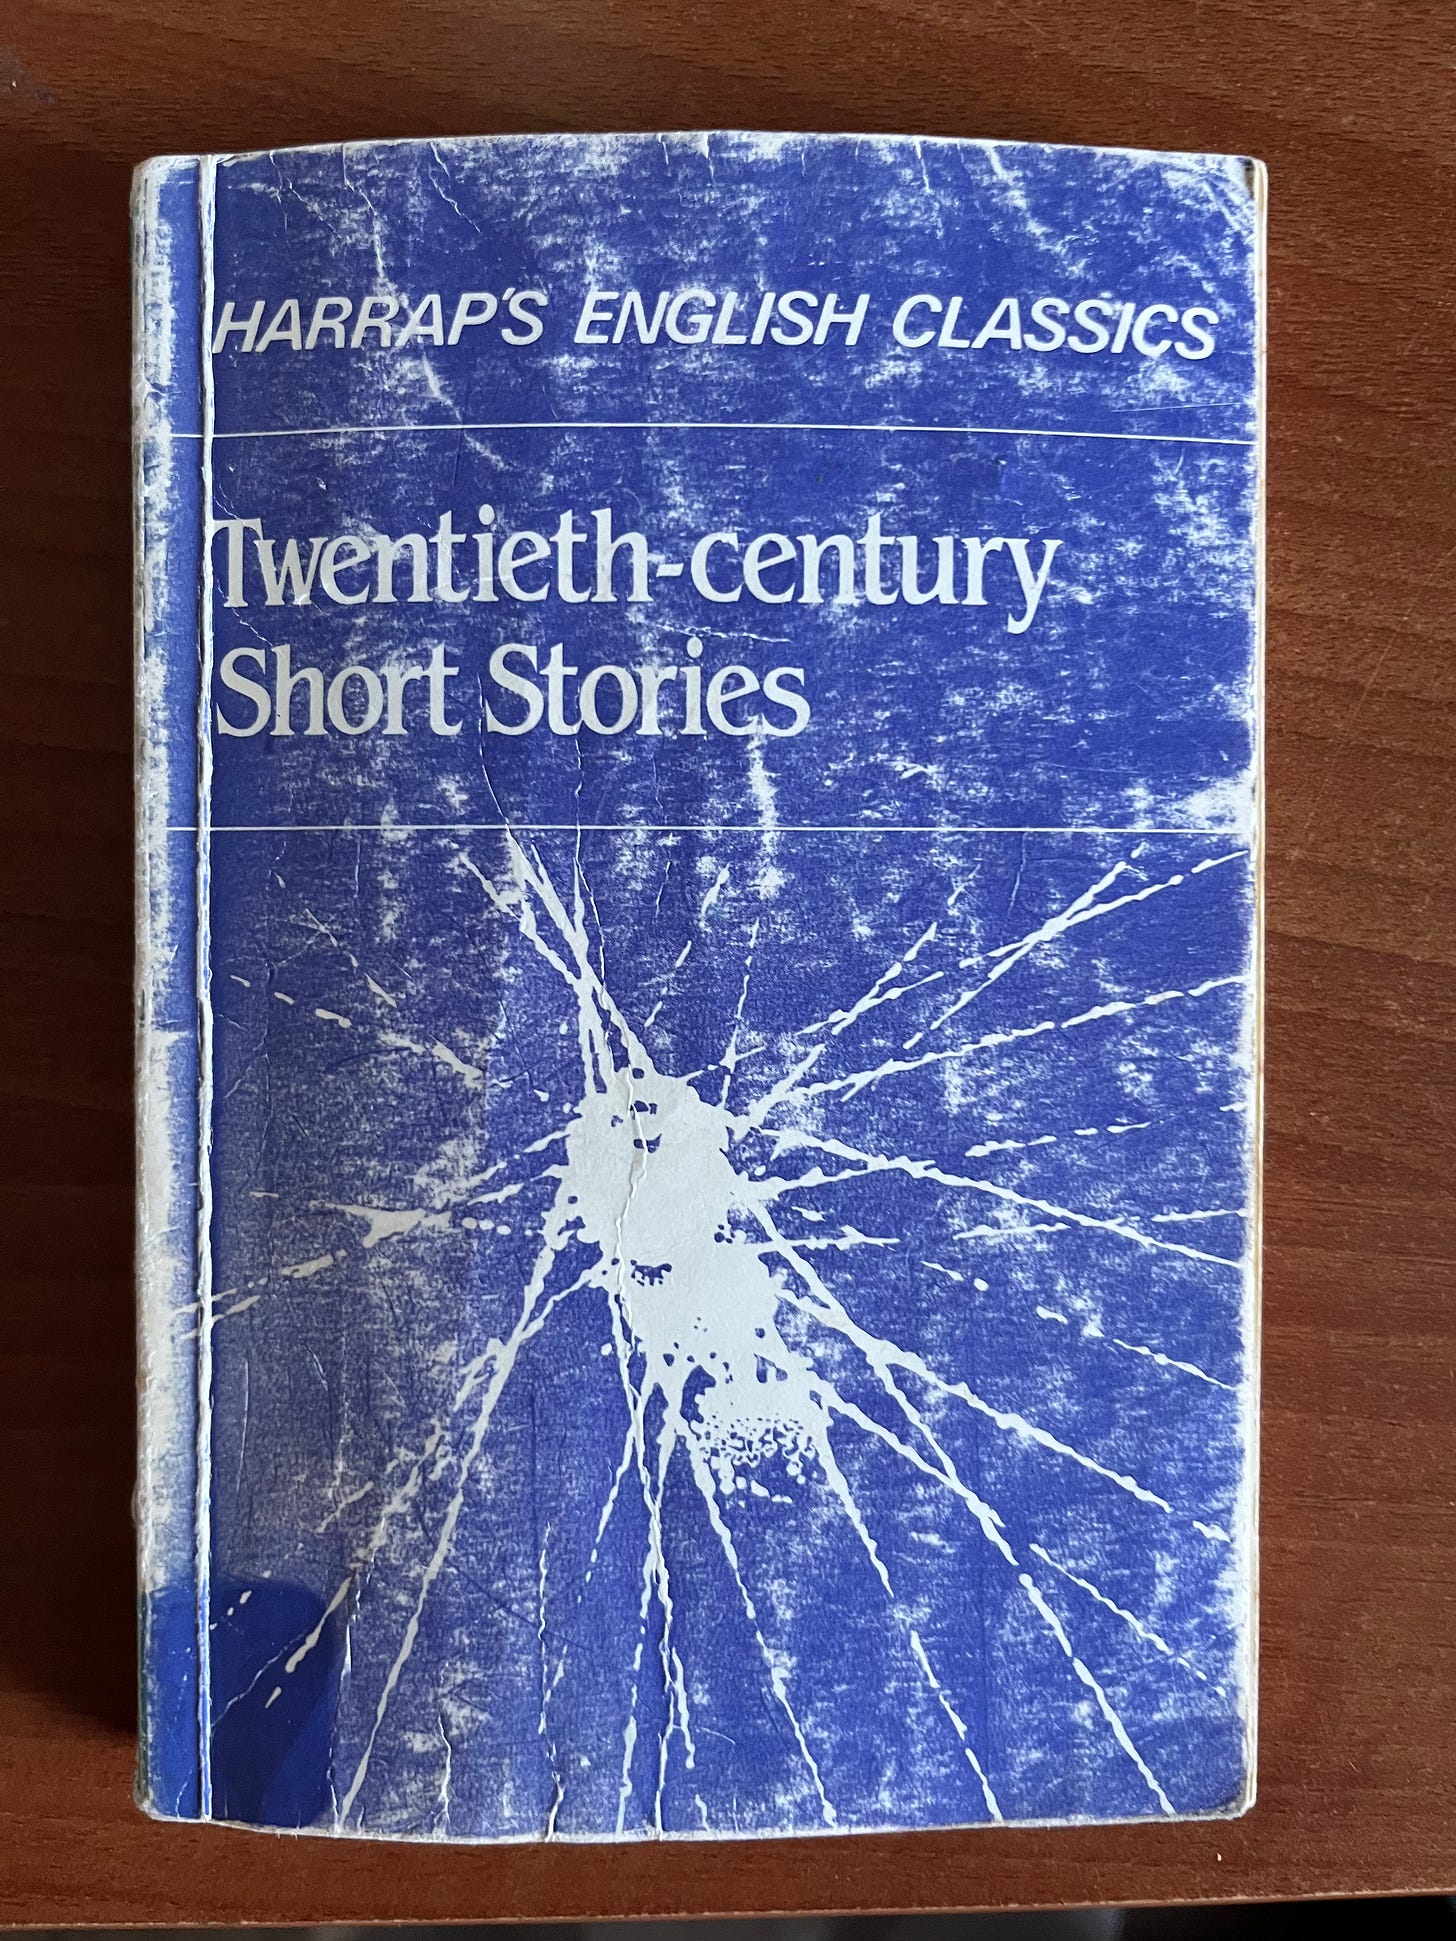 HARRAP'S ENGLISH CLASSICS
Twentieth-century
Short Stories